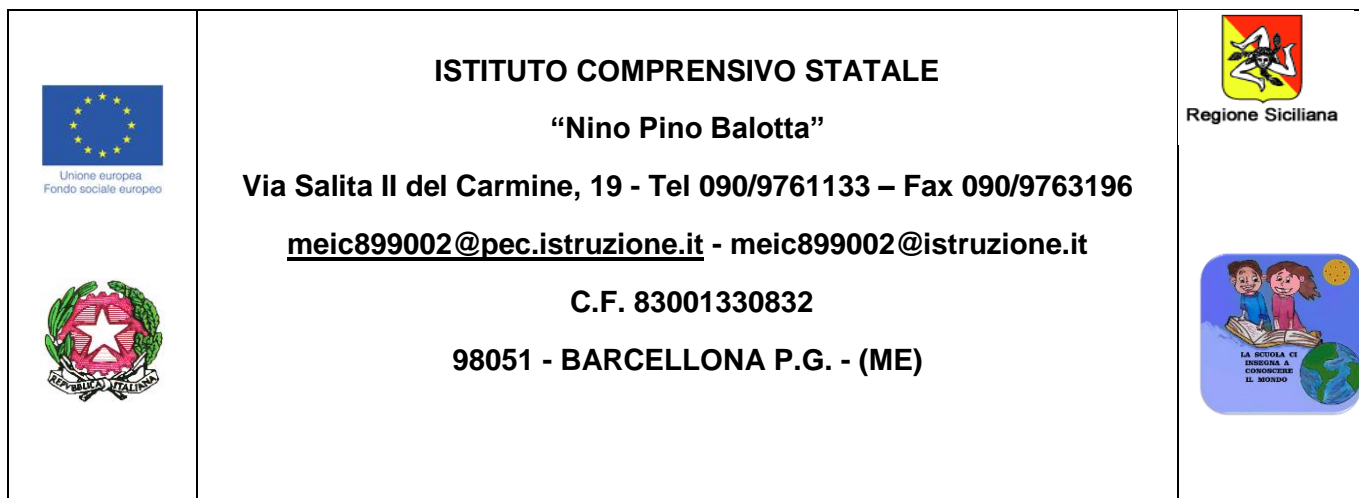 Unione europea
Fondo sociale europeo
REPVBBLICA ITALIANA
ISTITUTO COMPRENSIVO STATALE
“Nino Pino Balotta”
Via Salita II del Carmine, 19 - Tel 090/9761133 – Fax 090/9763196
meic899002@pec.istruzione.it - meic899002@istruzione.it
C.F. 83001330832
98051 - BARCELLONA P.G. - (ME)
Regione Siciliana
LA SCUOLA CI
INSEGNA A
CONOSCERE
IL MONDO